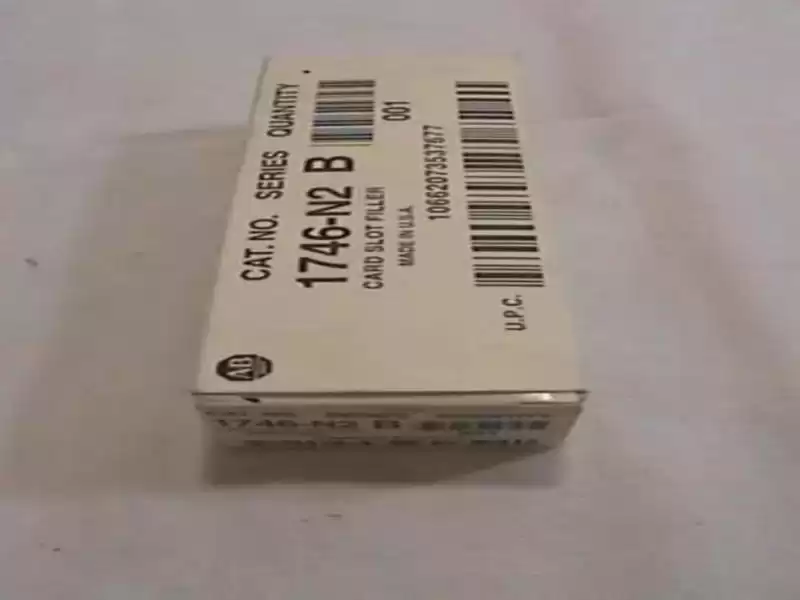 CAT. NO. SERIES QUANTITY
1746-N2 B
CARD SLOT FILLER 001
MADE IN U.S.A.
10662073537677
U.P.C.
AB
1746-N2 B